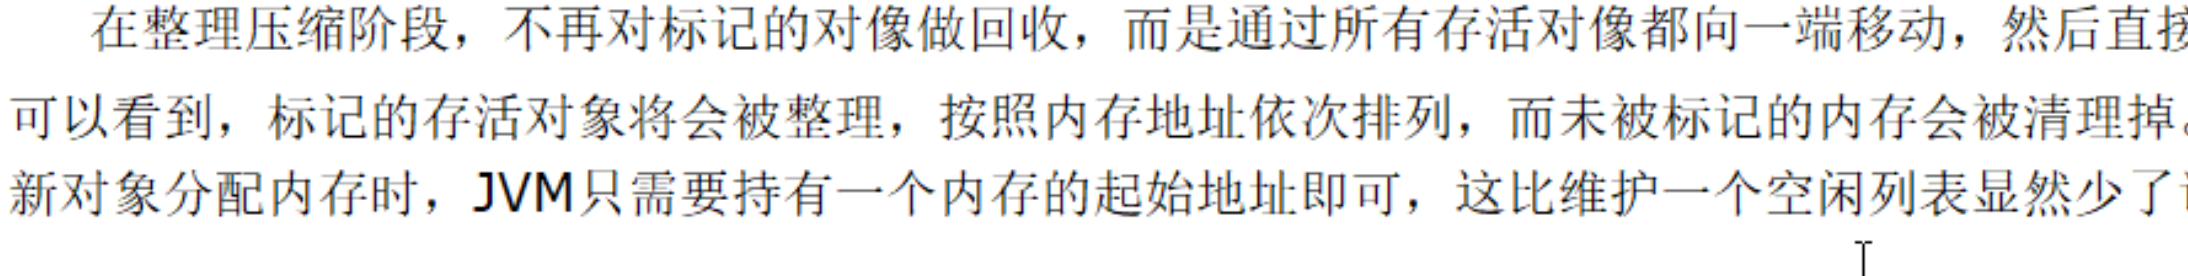 在整理压缩阶段，不再对标记的对像做回收，而是通过所有存活对像都向一端移动，然后直接
可以看到，标记的存活对象将会被整理，按照内存地址依次排列，而未被标记的内存会被清理掉。
新对象分配内存时，JVM只需要持有一个内存的起始地址即可，这比维护一个空闲列表显然少了